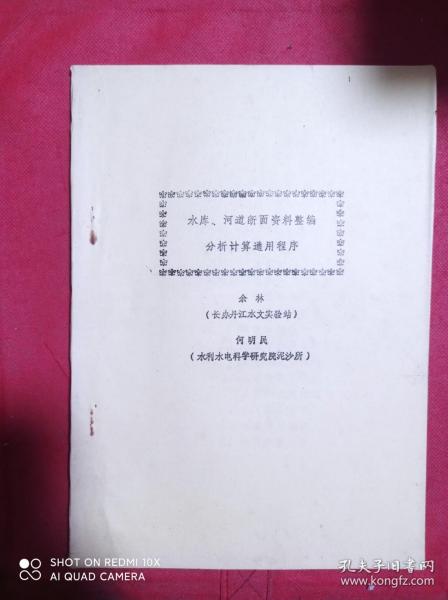 水库、河道断面资料整编
分析计算通用程序
余林
(长办丹江水文实验站)
何明民
(水利水电科学研究院泥沙所)
SHOT ON REDMI 10X
AI QUAD CAMERA
孔夫子旧书网
www.kongfz.com